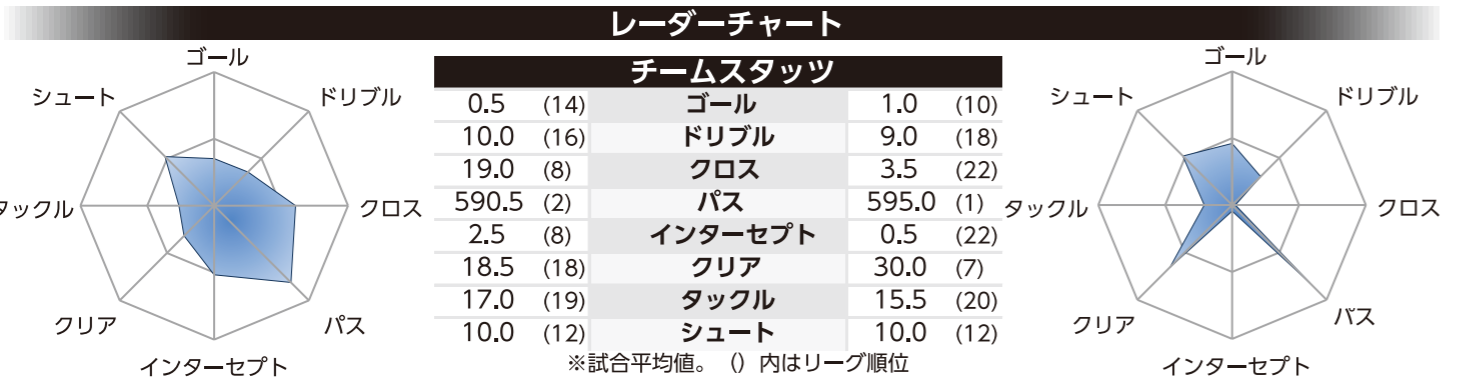 レーダーチャート
ゴール
シュート
ドリブル
タックル
クロス
クリア
パス
インターセプト
チームスタッツ
0.5 (14) ゴール 1.0 (10)
10.0 (16) ドリブル 9.0 (18)
19.0 (8) クロス 3.5 (22)
590.5 (2) パス 595.0 (1)
2.5 (8) インターセプト 0.5 (22)
18.5 (18) クリア 30.0 (7)
17.0 (19) タックル 15.5 (20)
10.0 (12) シュート 10.0 (12)
※試合平均値。()内はリーグ順位
ゴール
シュート
ドリブル
タックル
クロス
クリア
パス
インターセプト